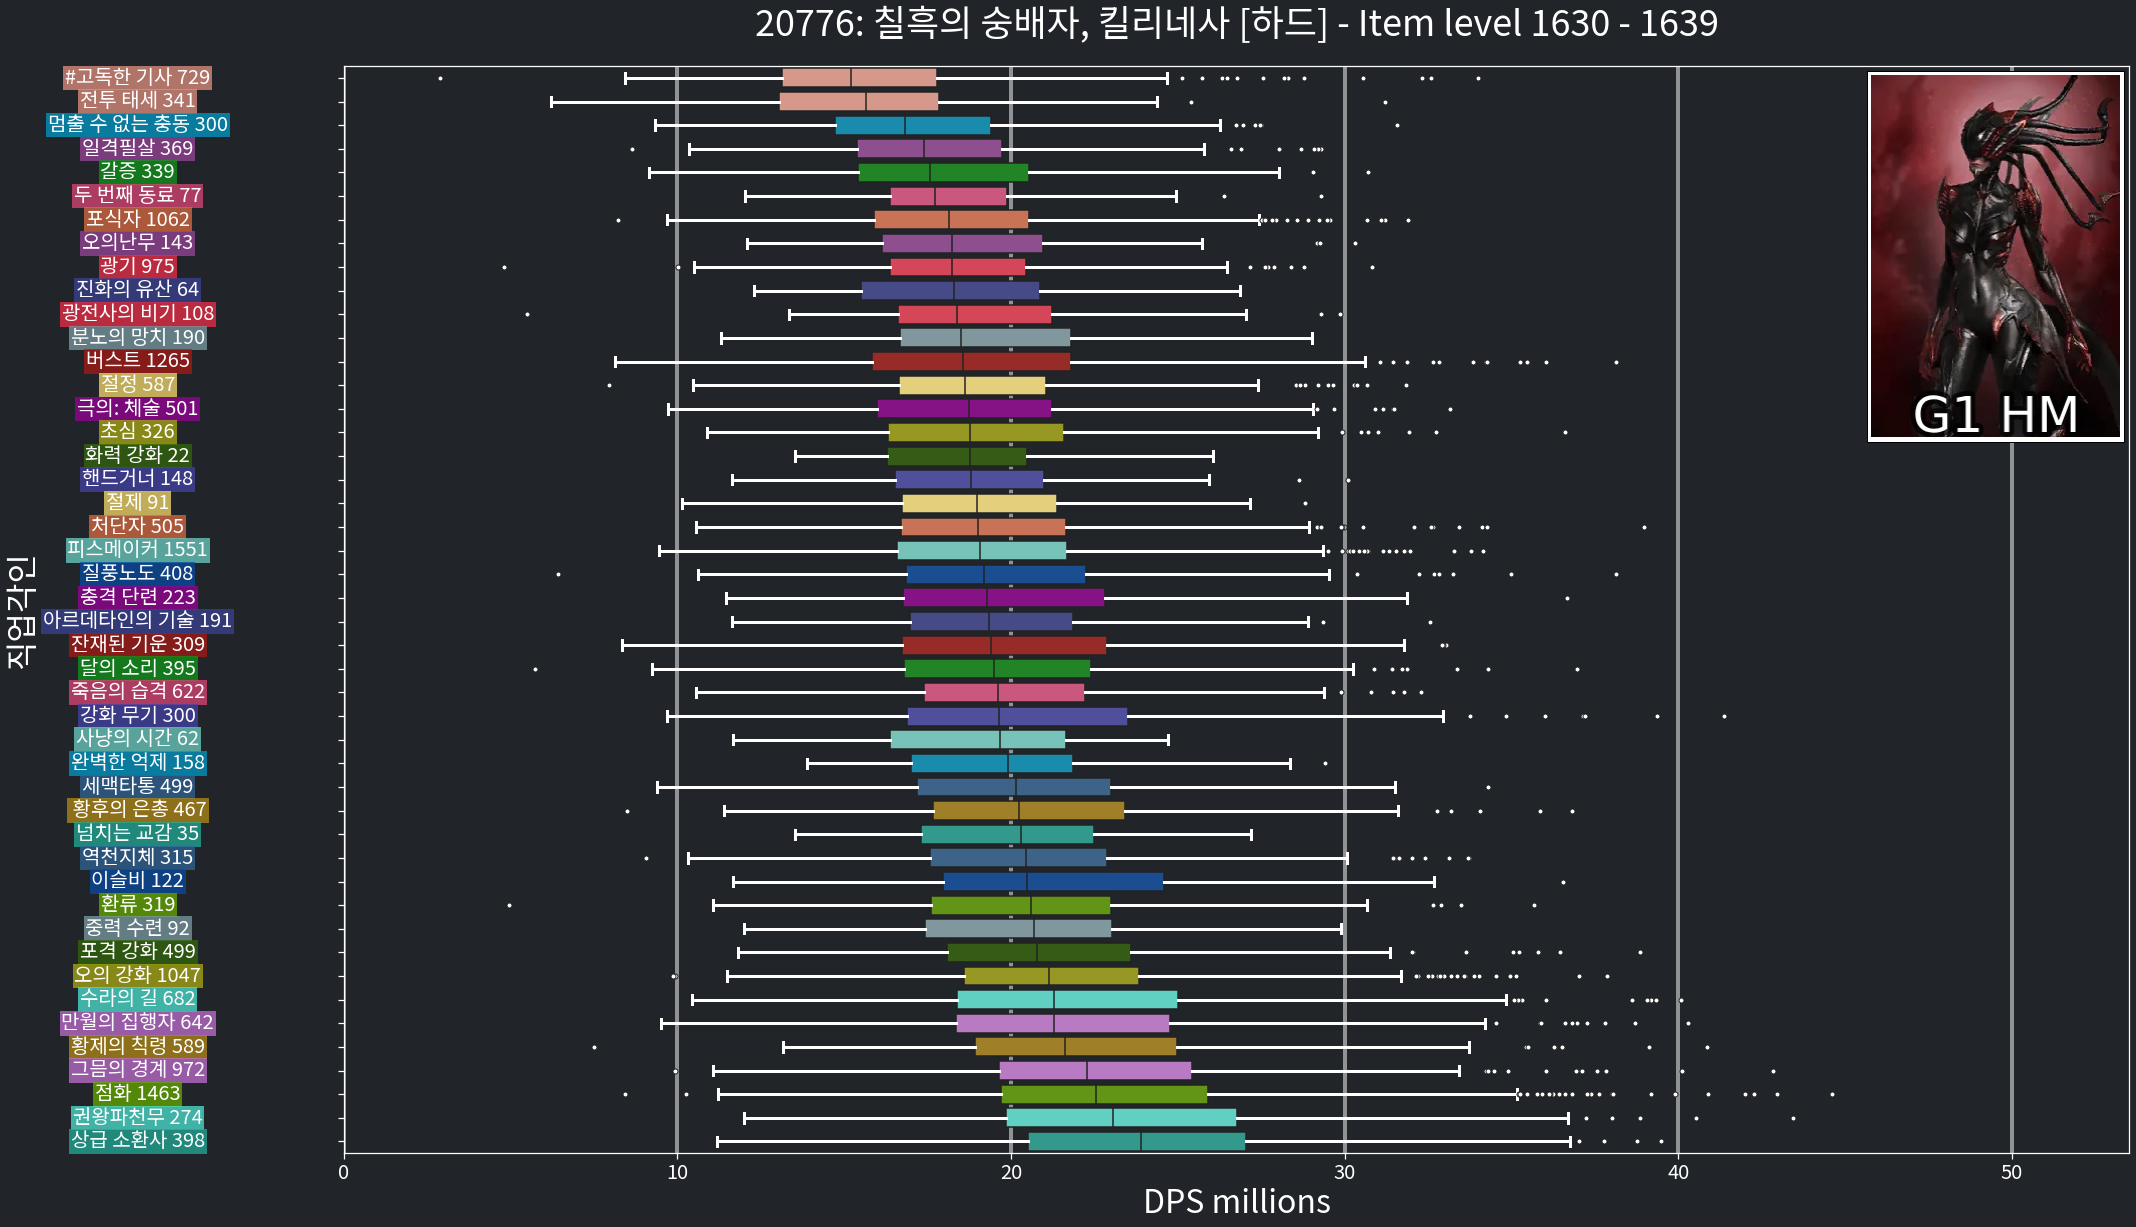 20776: 칠흑의 숭배자, 킬리네사 [하드] - Item level 1630 - 1639
#고독한 기사 729
전투 태세 341
멈출 수 없는 충동 300
일격필살 369
갈증 339
두 번째 동료 77
포식자 1062
오의난무 143
광기 975
진화의 유산 64
광전사의 비기 108
분노의 망치 190
버스트 1265
절정 587
극의: 체술 501
초심 326
화력 강화 22
핸드거너 148
절제 91
처단자 505
피스메이커 1551
질풍노도 408
충격 단련 223
아르데타인의 기술 191
잔재된 기운 309
달의 소리 395
죽음의 습격 622
강화 무기 300
사냥의 시간 62
완벽한 억제 158
세맥타통 499
황후의 은총 467
넘치는 교감 35
역천지체 315
이슬비 122
환류 319
중력 수련 92
포격 강화 499
오의 강화 1047
수라의 길 682
만월의 집행자 642
황제의 칙령 589
그믐의 경계 972
점화 1463
권왕파천무 274
상급 소환사 398
직업각인
G1 HM
0 10 20 30 40 50
DPS millions